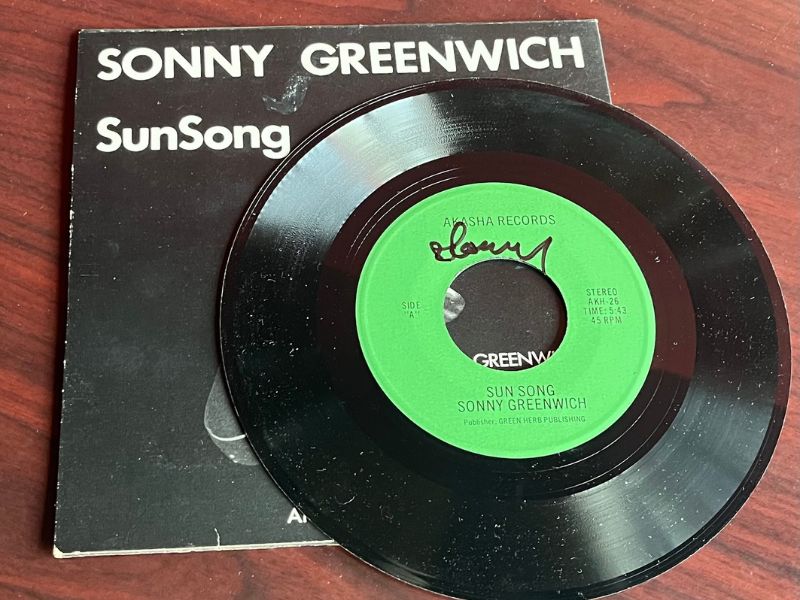 SONNY GREENWICH
SunSong
AKASHA RECORDS
Sonny
SIDE
"A"
STEREO
AKH-26
TIME: 5:43
45 RPM
GREENWI
SUN SONG
SONNY GREENWICH
Publisher: GREEN HERB PUBLISHING